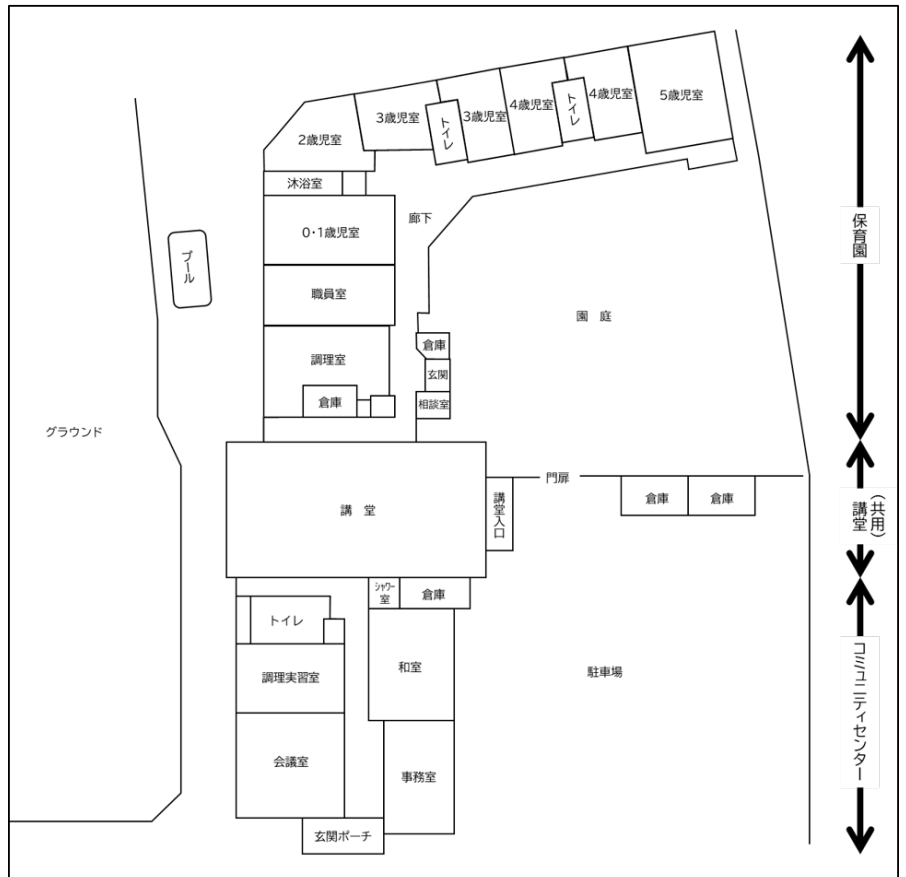 5歳児室
4歳児室
トイレ
4歳児室
3歳児室
トイレ
3歳児室
2歳児室
沐浴室
0・1歳児室
廊下
職員室
調理室
倉庫
倉庫
玄関
相談室
プール
園 庭
保育園
グラウンド
講 堂
講堂入口
門扉
倉庫
倉庫
講堂
(共用)
シャワー
室
倉庫
トイレ
調理実習室
和室
駐車場
会議室
事務室
玄関ポーチ
コミュニティセンター